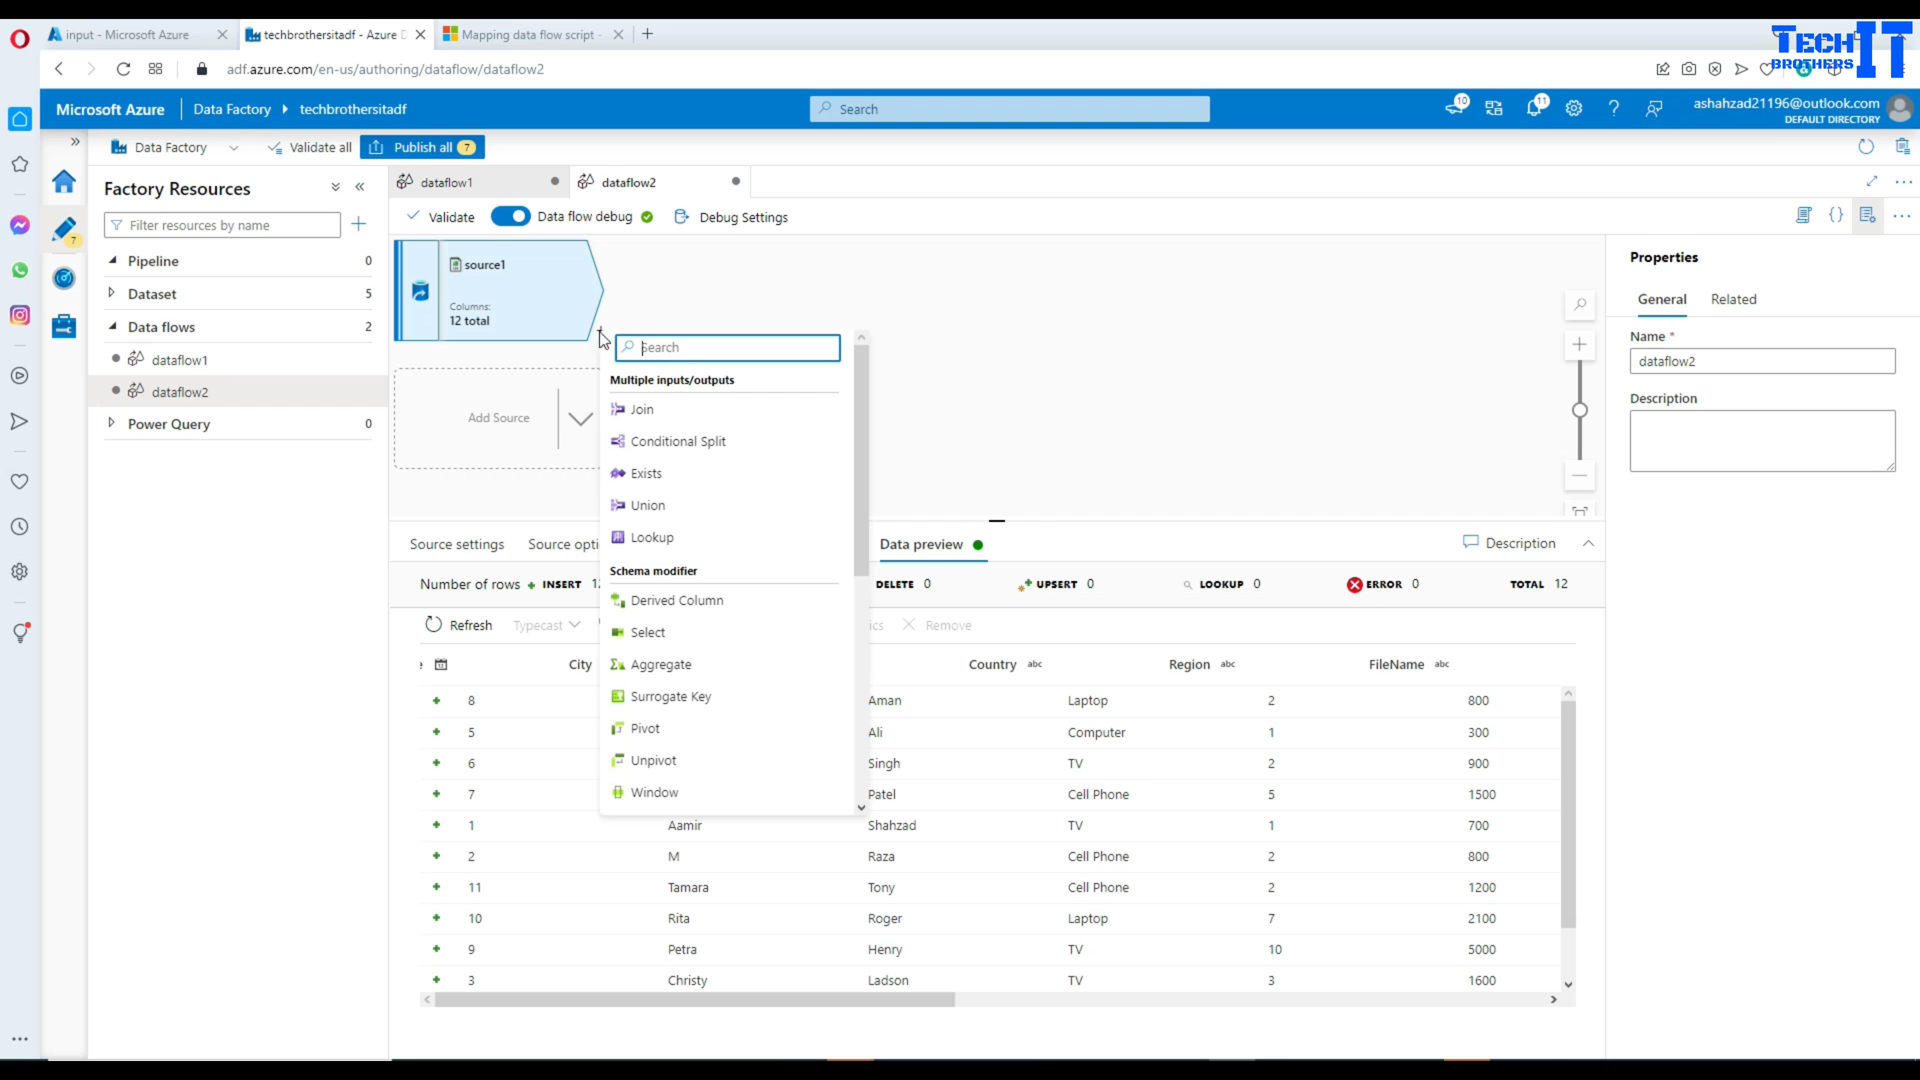 input - Microsoft Azure
techbrothersitadf - Azure D
Mapping data flow script -
TECH IT
BROTHERS
adf.azure.com/en-us/authoring/dataflow/dataflow2
Microsoft Azure
Data Factory
techbrothersitadf
Search
10
11
ashahzad21196@outlook.com
DEFAULT DIRECTORY
Data Factory
Validate all
Publish all 7
Factory Resources
Filter resources by name
7
Pipeline 0
Dataset 5
Data flows 2
dataflow1
dataflow2
Power Query 0
dataflow1
dataflow2
Validate
Data flow debug
Debug Settings
source1
Columns:
12 total
Add Source
Search
Multiple inputs/outputs
Join
Conditional Split
Exists
Union
Lookup
Schema modifier
Derived Column
Select
Aggregate
Surrogate Key
Pivot
Unpivot
Window
Properties
General
Related
Name *
dataflow2
Description
Source settings
Source opti
Data preview
Description
Number of rows
INSERT 12
DELETE 0
UPSERT 0
LOOKUP 0
ERROR 0
TOTAL 12
Refresh
Typecast
ics
Remove
e City Country abc Region abc FileName abc
8 Aman Laptop 2 800
5 Ali Computer 1 300
6 Singh TV 2 900
7 Patel Cell Phone 5 1500
1 Aamir Shahzad TV 1 700
2 M Raza Cell Phone 2 800
11 Tamara Tony Cell Phone 2 1200
10 Rita Roger Laptop 7 2100
9 Petra Henry TV 10 5000
3 Christy Ladson TV 3 1600